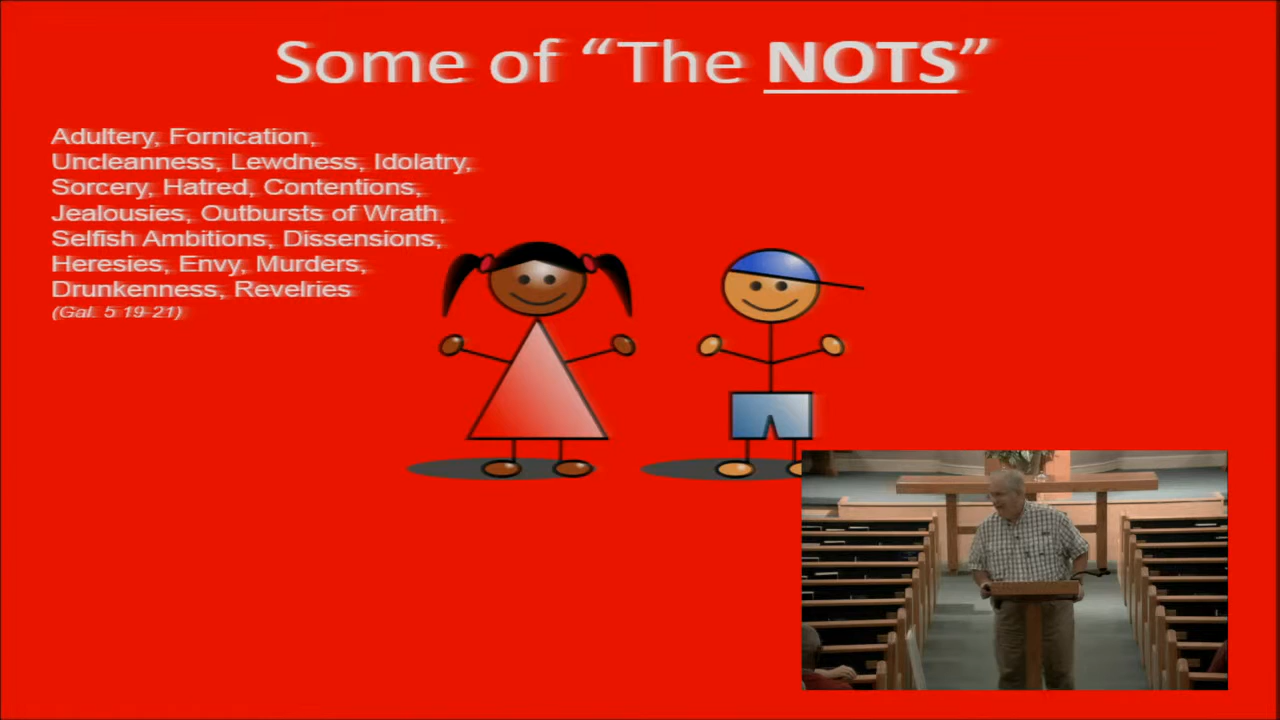 Some of “The NOTS”
Adultery, Fornication,
Uncleanness, Lewdness, Idolatry,
Sorcery, Hatred, Contentions,
Jealousies, Outbursts of Wrath,
Selfish Ambitions, Dissensions,
Heresies, Envy, Murders,
Drunkenness, Revelries
(Gal. 5 19-21)